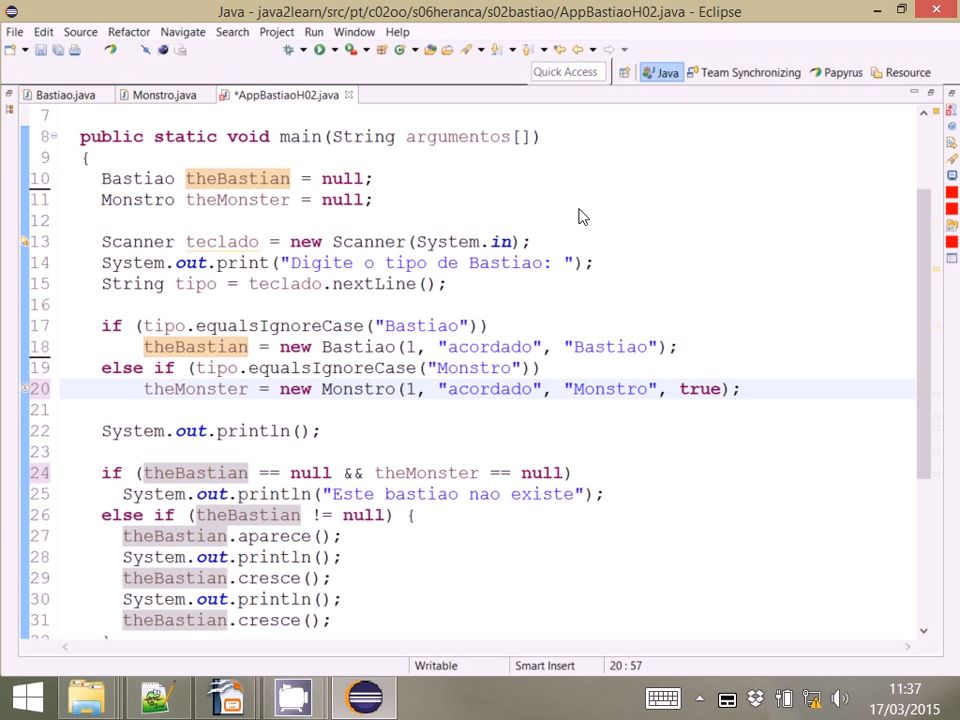 Java - java2learn/src/pt/c02oo/s06heranca/s02bastiao/AppBastiaoH02.java - Eclipse
File Edit Source Refactor Navigate Search Project Run Window Help
Quick Access Java Team Synchronizing Papyrus Resource
Bastiao.java Monstro.java *AppBastiaoH02.java
7
8 public static void main(String argumentos[])
9 {
10 Bastiao theBastian = null;
11 Monstro theMonster = null;
12
13 Scanner teclado = new Scanner(System.in);
14 System.out.print("Digite o tipo de Bastiao: ");
15 String tipo = teclado.nextLine();
16
17 if (tipo.equalsIgnoreCase("Bastiao"))
18 theBastian = new Bastiao(1, "acordado", "Bastiao");
19 else if (tipo.equalsIgnoreCase("Monstro"))
20 theMonster = new Monstro(1, "acordado", "Monstro", true);
21
22 System.out.println();
23
24 if (theBastian == null && theMonster == null)
25 System.out.println("Este bastiao nao existe");
26 else if (theBastian != null) {
27 theBastian.aparece();
28 System.out.println();
29 theBastian.cresce();
30 System.out.println();
31 theBastian.cresce();
Writable Smart Insert 20 : 57
11:37
17/03/2015